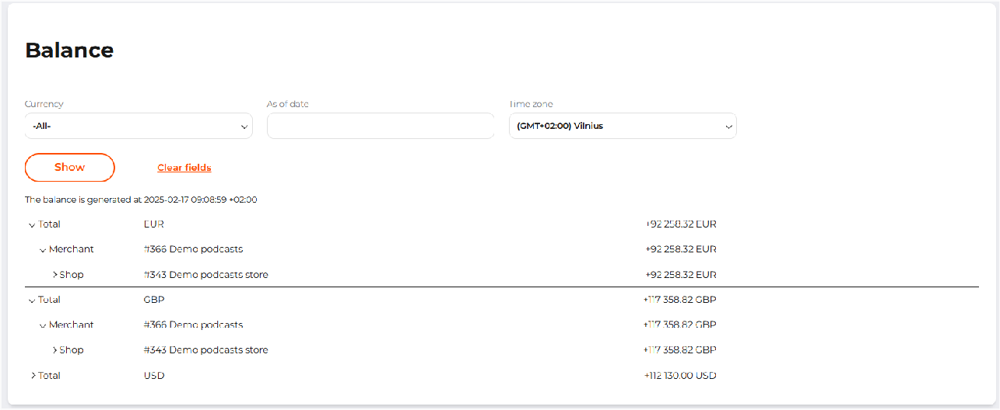 Balance
Currency As of date Time zone
-All- (GMT+02:00) Vilnius
Show Clear fields
The balance is generated at 2025-02-17 09:08:59 +02:00
Total EUR +92 258.32 EUR
Merchant #366 Demo podcasts +92 258.32 EUR
Shop #343 Demo podcasts store +92 258.32 EUR
Total GBP +117 358.82 GBP
Merchant #366 Demo podcasts +117 358.82 GBP
Shop #343 Demo podcasts store +117 358.82 GBP
Total USD +112 130.00 USD